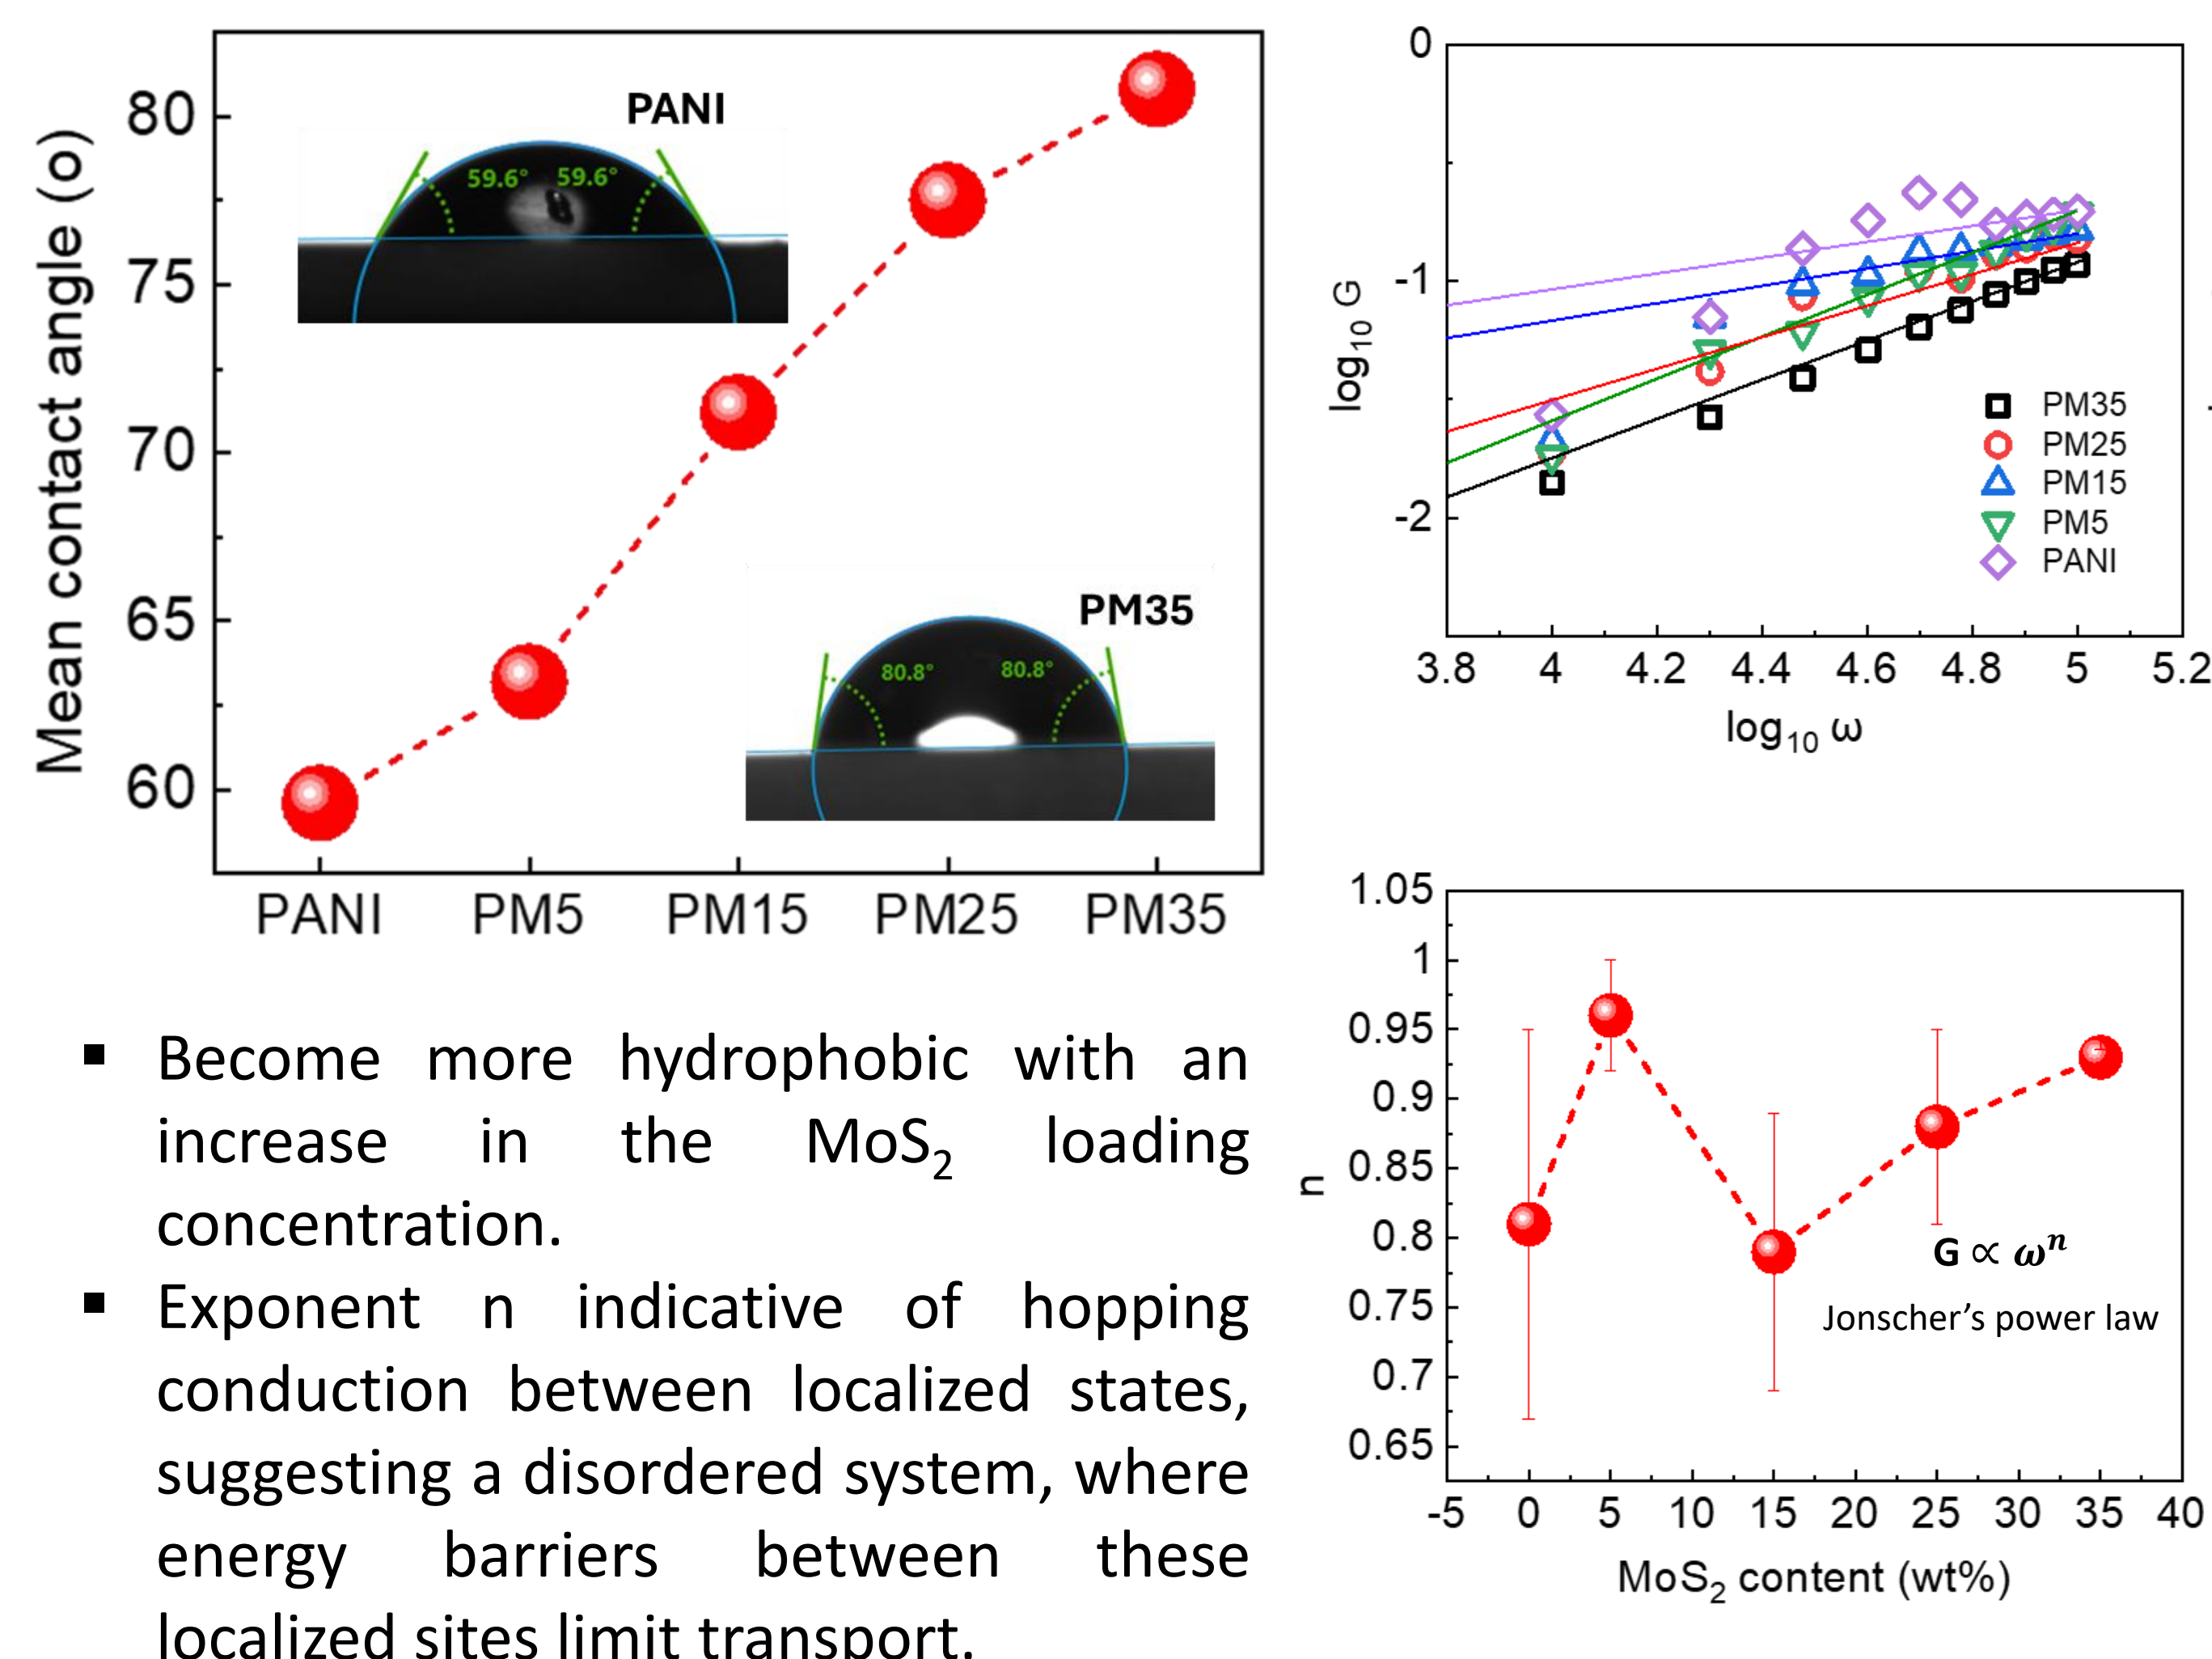 Mean contact angle (o)
80
75
70
65
60
PANI
59.6° 59.6°
PM35
80.8° 80.8°
PANI PM5 PM15 PM25 PM35
▪ Become more hydrophobic with an
increase in the MoS₂ loading
concentration.
▪ Exponent n indicative of hopping
conduction between localized states,
suggesting a disordered system, where
energy barriers between these
localized sites limit transport.
log₁₀ G
0
-1
-2
PM35
PM25
PM15
PM5
PANI
3.8 4 4.2 4.4 4.6 4.8 5 5.2
log₁₀ ω
n
1.05
1
0.95
0.9
0.85
0.8
0.75
0.7
0.65
G ∝ ωⁿ
Jonscher’s power law
-5 0 5 10 15 20 25 30 35 40
MoS₂ content (wt%)